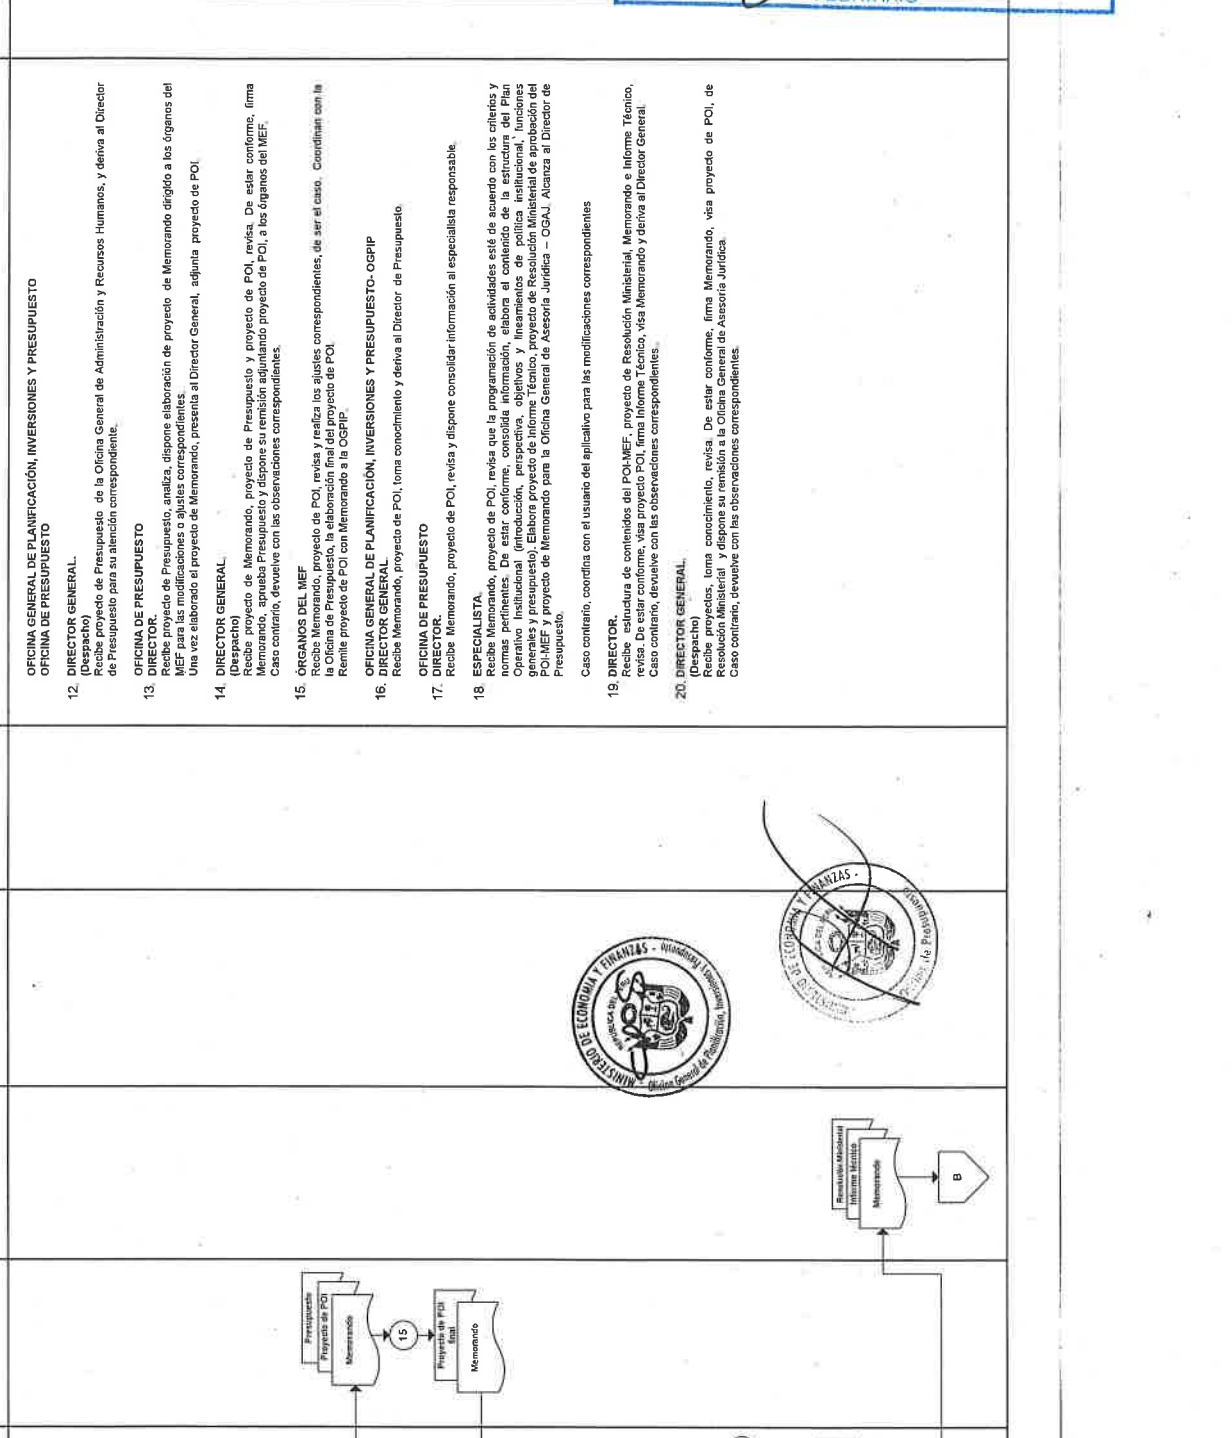 OFICINA GENERAL DE PLANIFICACIÓN, INVERSIONES Y PRESUPUESTO
OFICINA DE PRESUPUESTO
12. DIRECTOR GENERAL.
(Despacho)
Recibe proyecto de Presupuesto de la Oficina General de Administración y Recursos Humanos, y deriva al Director
de Presupuesto para su atención correspondiente.
OFICINA DE PRESUPUESTO
13. DIRECTOR.
Recibe proyecto de Presupuesto, analiza, dispone elaboración de proyecto de Memorando dirigido a los órganos del
MEF para las modificaciones o ajustes correspondientes.
Una vez elaborado el proyecto de Memorando, presenta al Director General, adjunta proyecto de POI.
14. DIRECTOR GENERAL.
(Despacho)
Recibe proyecto de Memorando, proyecto de Presupuesto y proyecto de POI, revisa. De estar conforme, firma
Memorando, aprueba Presupuesto y dispone su remisión adjuntando proyecto de POI, a los órganos del MEF.
Caso contrario, devuelve con las observaciones correspondientes.
15. ÓRGANOS DEL MEF
Recibe Memorando, proyecto de POI, revisa y realiza los ajustes correspondientes, de ser el caso. Coordinan con la
la Oficina de Presupuesto, la elaboración final del proyecto de POI.
Remite proyecto de POI con Memorando a la OGPIP.
OFICINA GENERAL DE PLANIFICACIÓN, INVERSIONES Y PRESUPUESTO- OGPIP
16. DIRECTOR GENERAL
Recibe Memorando, proyecto de POI, toma conocimiento y deriva al Director de Presupuesto.
OFICINA DE PRESUPUESTO
17. DIRECTOR.
Recibe Memorando, proyecto de POI, revisa y dispone consolidar información al especialista responsable.
18. ESPECIALISTA.
Recibe Memorando, proyecto de POI, revisa que la programación de actividades esté de acuerdo con los criterios y
normas pertinentes. De estar conforme, consolida información, elabora el contenido de la estructura del Plan
Operativo Institucional (introducción, perspectiva, objetivos y lineamientos de política institucional, funciones
generales y presupuesto). Elabora proyecto de Informe Técnico, proyecto de Resolución Ministerial de aprobación del
POI-MEF y proyecto de Memorando para la Oficina General de Asesoría Jurídica – OGAJ. Alcanza al Director de
Presupuesto.
Caso contrario, coordina con el usuario del aplicativo para las modificaciones correspondientes
19. DIRECTOR.
Recibe estructura de contenidos del POI-MEF, proyecto de Resolución Ministerial, Memorando e Informe Técnico,
revisa. De estar conforme, visa proyecto POI, firma Informe Técnico, visa Memorando y deriva al Director General.
Caso contrario, devuelve con las observaciones correspondientes.
20. DIRECTOR GENERAL.
(Despacho)
Recibe proyectos, toma conocimiento, revisa. De estar conforme, firma Memorando, visa proyecto de POI, de
Resolución Ministerial y dispone su remisión a la Oficina General de Asesoría Jurídica.
Caso contrario, devuelve con las observaciones correspondientes.
MINISTERIO DE ECONOMIA Y FINANZAS -
REPUBLICA DEL PERU
Oficina General de Planificación, Inversiones y Presupuesto
MINISTERIO DE ECONOMIA Y FINANZAS -
Oficina de Presupuesto
Resolución Ministerial
Informe técnico
Memorando
B
Presupuesto
Proyecto de POI
Memorando
15
Proyecto de POI
final
Memorando